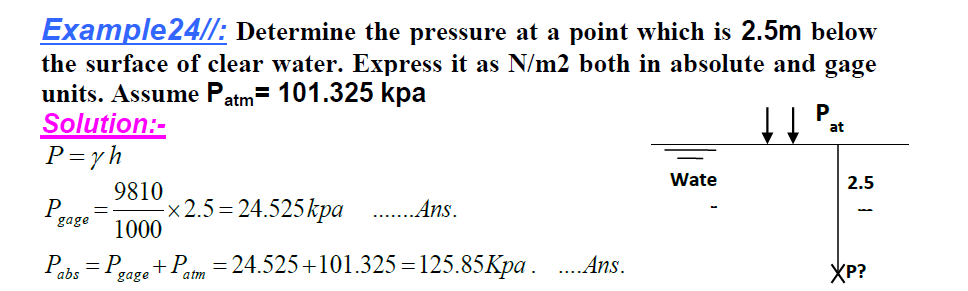 Example24//: Determine the pressure at a point which is 2.5m below
the surface of clear water. Express it as N/m2 both in absolute and gage
units. Assume Patm= 101.325 kpa
Solution:-
P = γ h
Pgage = 9810/1000 × 2.5 = 24.525 kpa .......Ans.
Pabs = Pgage + Patm = 24.525 + 101.325 = 125.85 Kpa . ....Ans.
Pat
Wate
2.5
P?